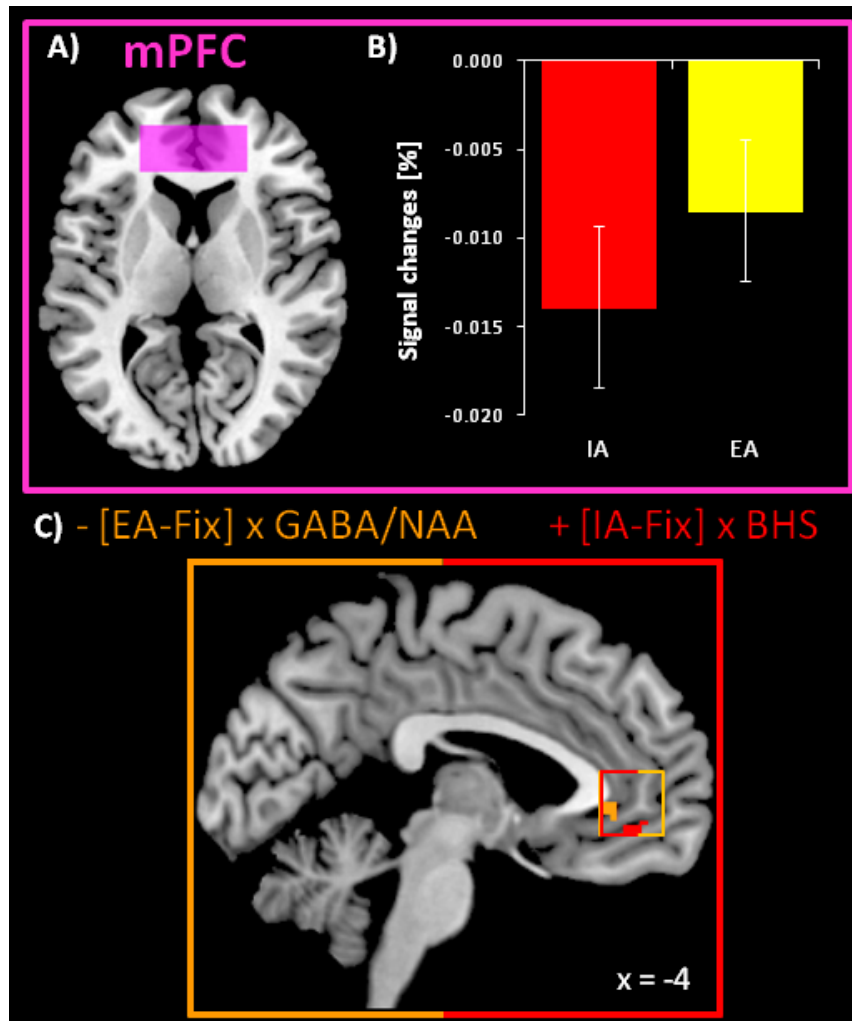 A) mPFC
B)
0.000
-0.005
-0.010
-0.015
-0.020
Signal changes [%]
IA EA
C) - [EA-Fix] x GABA/NAA + [IA-Fix] x BHS
x = -4